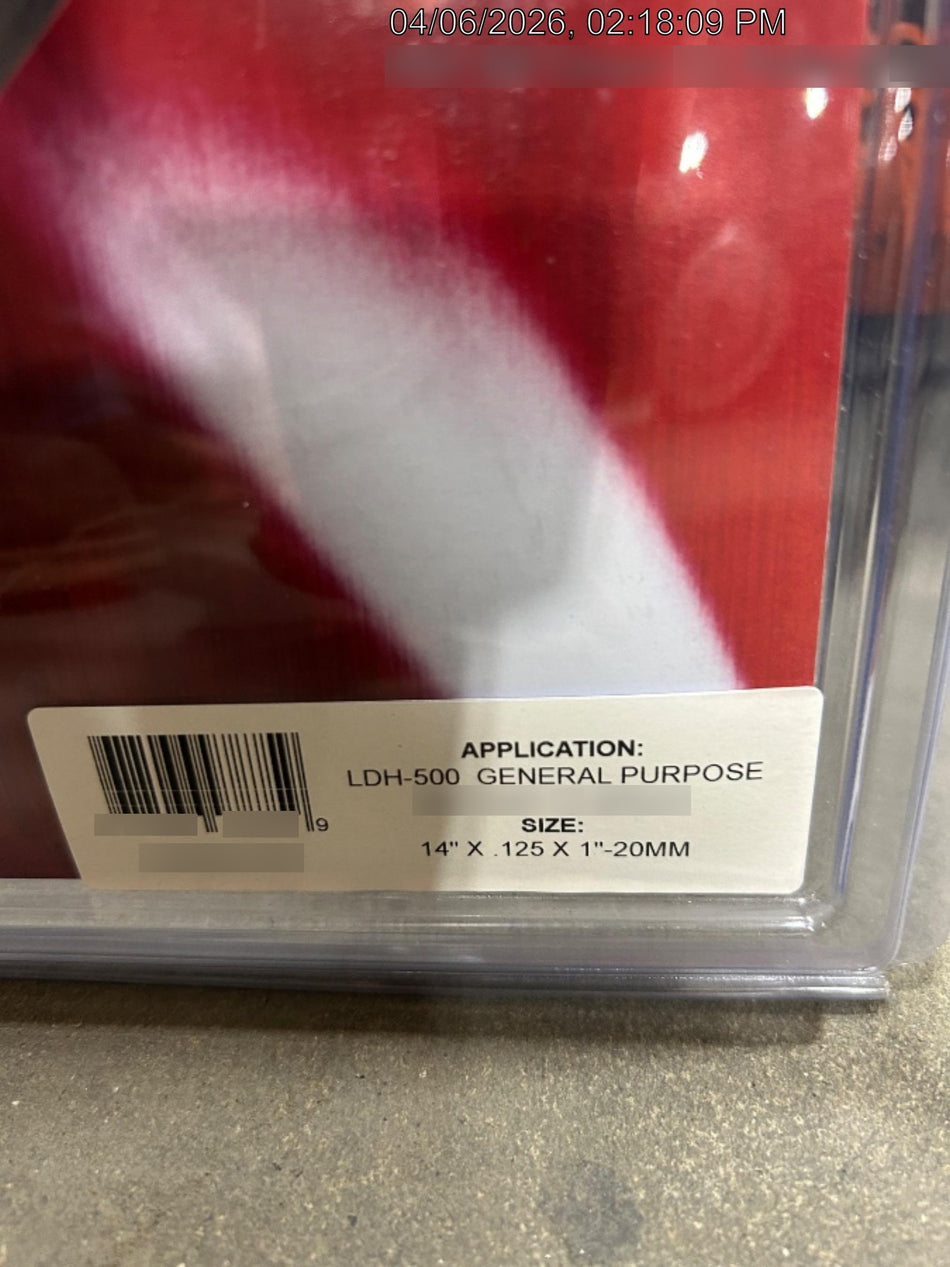 04/06/2026, 02:18:09 PM
APPLICATION:
LDH-500 GENERAL PURPOSE
SIZE:
14" X .125 X 1"-20MM
9